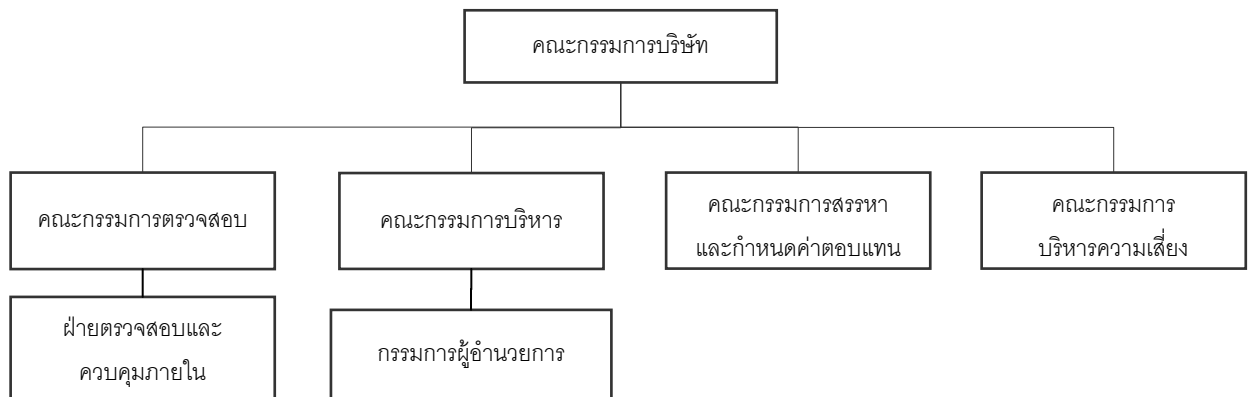 คณะกรรมการบริษัท
คณะกรรมการตรวจสอบ
คณะกรรมการบริหาร
คณะกรรมการสรรหา
และกำหนดค่าตอบแทน
คณะกรรมการ
บริหารความเสี่ยง
ฝ่ายตรวจสอบและ
ควบคุมภายใน
กรรมการผู้อำนวยการ